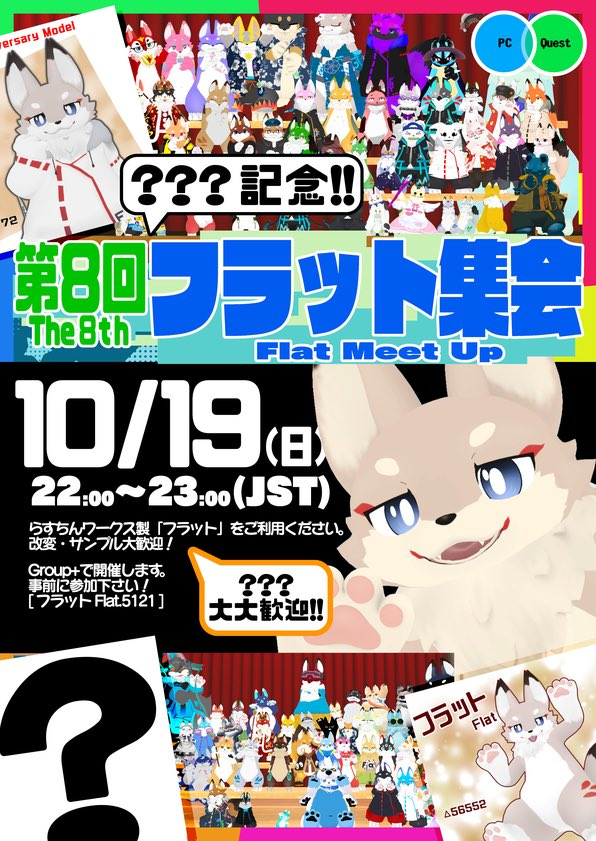 versary Model
72
PC
Quest
???記念!!
第8回
The 8th
フラット集会
Flat Meet Up
10/19(日)
22:00~23:00(JST)
らすちんワークス製「フラット」をご利用ください。
改変・サンプル大歓迎！
Group+で開催します。
事前に参加下さい！
[ フラット Flat.5121 ]
???
大大歓迎!!
?
フラット
Flat
△56552